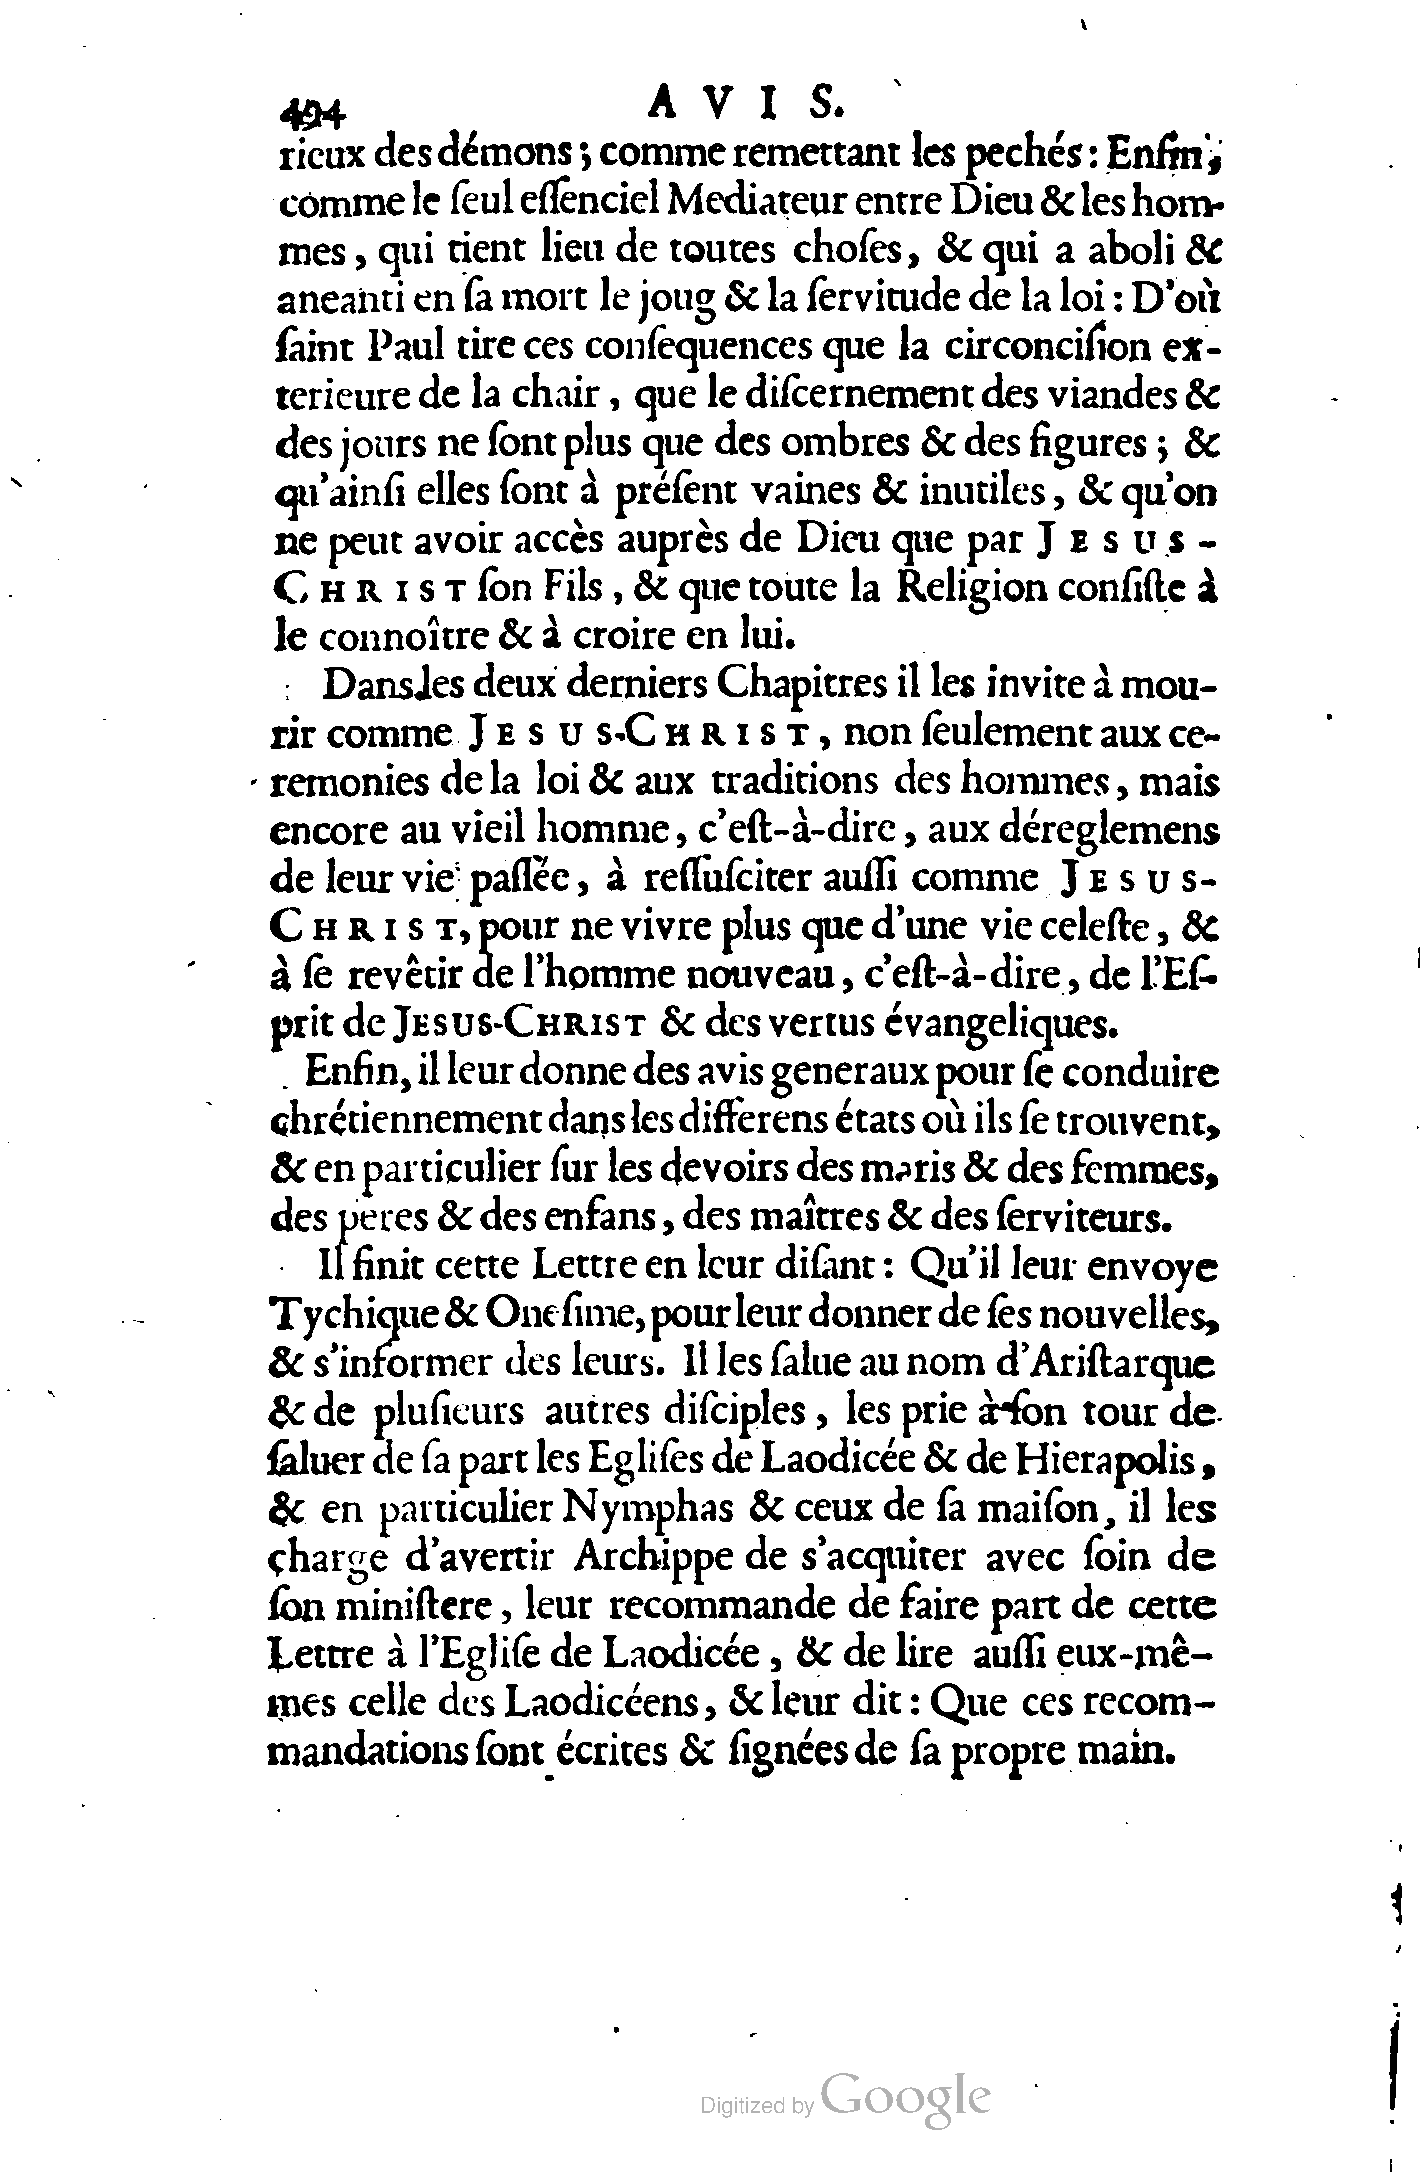 494 AVIS.
rieux des démons ; comme remettant les pechés : Enfin,
comme le ſeul eſſenciel Mediateur entre Dieu & les hom-
mes, qui tient lieu de toutes choſes, & qui a aboli &
aneanti en ſa mort le joug & la ſervitude de la loi : D'où
ſaint Paul tire ces conſequences que la circonciſion ex-
terieure de la chair, que le diſcernement des viandes &
des jours ne ſont plus que des ombres & des figures ; &
qu'ainſi elles ſont à préſent vaines & inutiles, & qu'on
ne peut avoir accès auprès de Dieu que par JESUS-
CHRIST ſon Fils, & que toute la Religion conſiſte à
le connoître & à croire en lui.
Dans les deux derniers Chapitres il les invite à mou-
rir comme JESUS-CHRIST, non ſeulement aux ce-
remonies de la loi & aux traditions des hommes, mais
encore au vieil homme, c'eſt-à-dire, aux déreglemens
de leur vie paſſée, à reſſuſciter auſſi comme JESUS-
CHRIST, pour ne vivre plus que d'une vie celeſte, &
à ſe revêtir de l'homme nouveau, c'eſt-à-dire, de l'Eſ-
prit de JESUS-CHRIST & des vertus évangeliques.
Enfin, il leur donne des avis generaux pour ſe conduire
chrétiennement dans les differens états où ils ſe trouvent,
& en particulier ſur les devoirs des maris & des femmes,
des peres & des enfans, des maîtres & des ſerviteurs.
Il finit cette Lettre en leur diſant : Qu'il leur envoye
Tychique & Oneſime, pour leur donner de ſes nouvelles,
& s'informer des leurs. Il les ſalue au nom d'Ariſtarque
& de pluſieurs autres diſciples, les prie à ſon tour de
ſaluer de ſa part les Egliſes de Laodicée & de Hierapolis,
& en particulier Nymphas & ceux de ſa maiſon, il les
charge d'avertir Archippe de s'acquiter avec ſoin de
ſon miniſtere, leur recommande de faire part de cette
Lettre à l'Egliſe de Laodicée, & de lire auſſi eux-mê-
mes celle des Laodicéens, & leur dit : Que ces recom-
mandations ſont écrites & ſignées de ſa propre main.
Digitized by Google